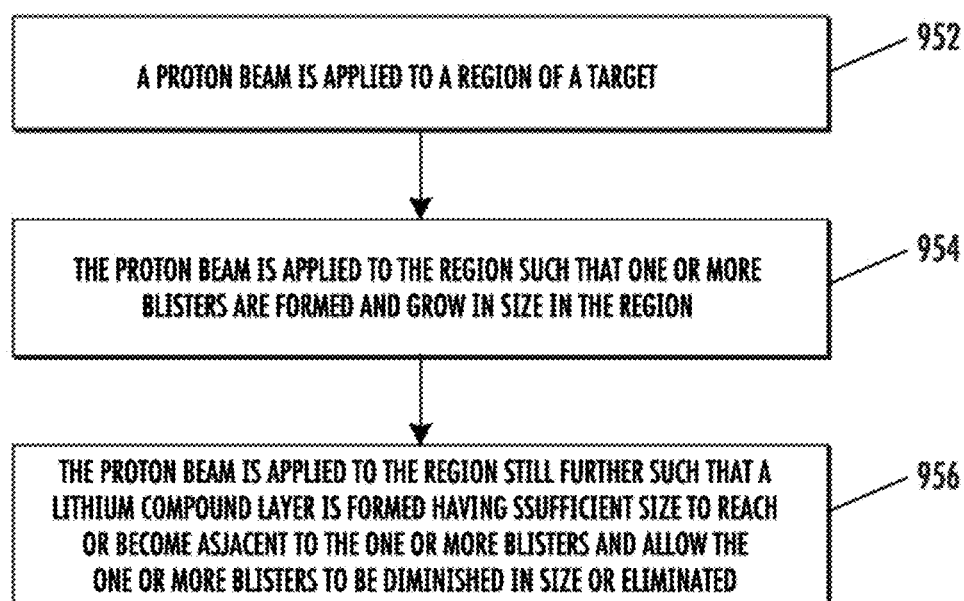 A PROTON BEAM IS APPLIED TO A REGION OF A TARGET
952
THE PROTON BEAM IS APPLIED TO THE REGION SUCH THAT ONE OR MORE
BLISTERS ARE FORMED AND GROW IN SIZE IN THE REGION
954
THE PROTON BEAM IS APPLIED TO THE REGION STILL FURTHER SUCH THAT A
LITHIUM COMPOUND LAYER IS FORMED HAVING SSUFFICIENT SIZE TO REACH
OR BECOME ASJACENT TO THE ONE OR MORE BLISTERS AND ALLOW THE
ONE OR MORE BLISTERS TO BE DIMINISHED IN SIZE OR ELIMINATED
956